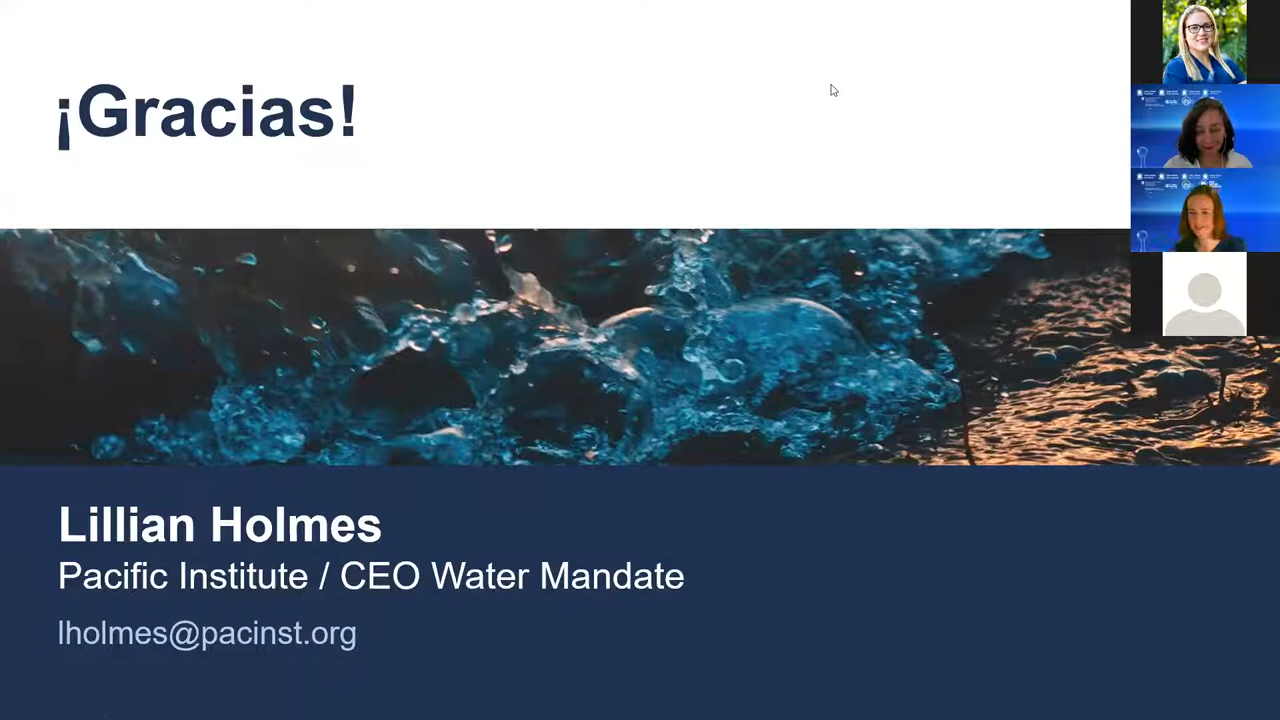 ¡Gracias!
Lillian Holmes
Pacific Institute / CEO Water Mandate
lholmes@pacinst.org